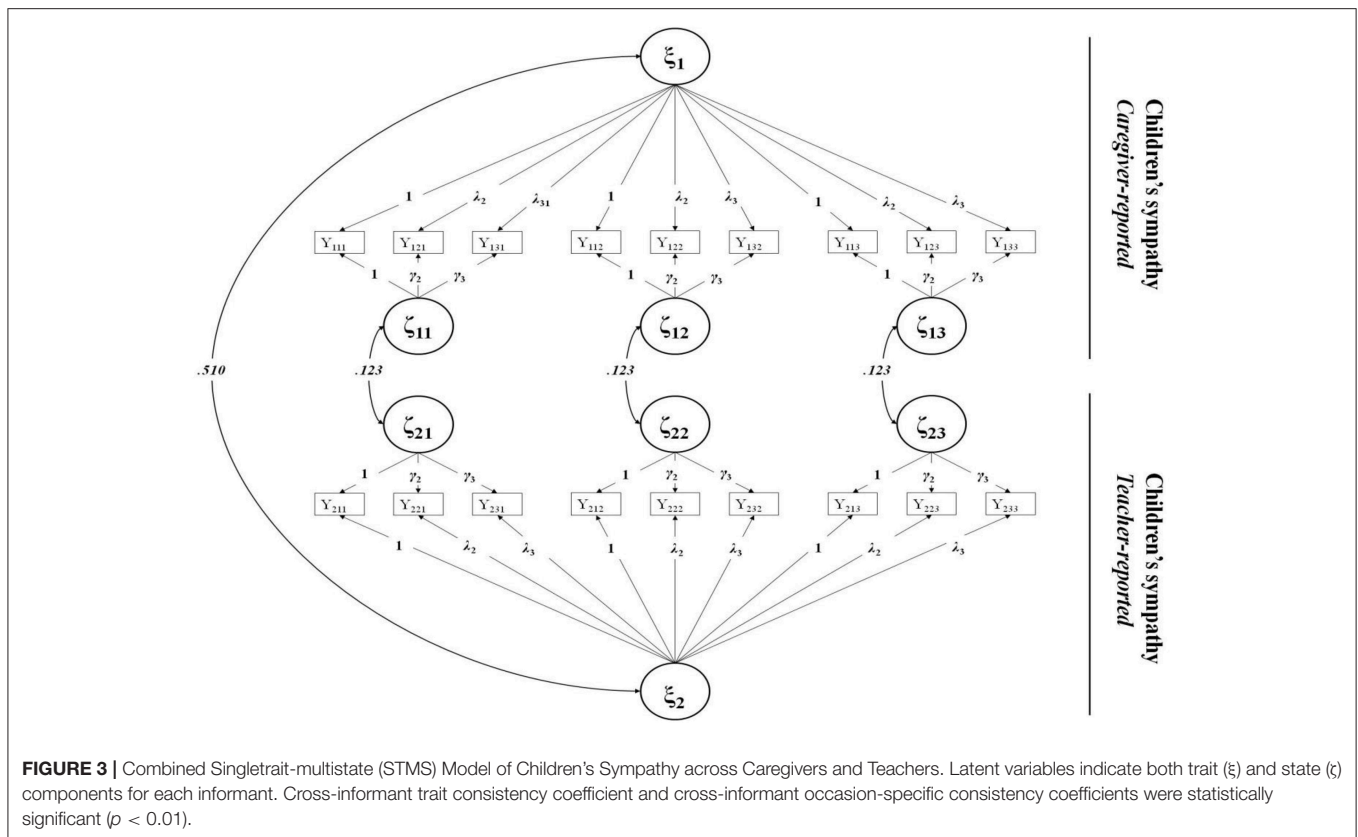 ξ₁
Children's sympathy
Caregiver-reported
1 λ₂ λ₃₁ 1 λ₂ λ₃ 1 λ₂ λ₃
Y₁₁₁ Y₁₂₁ Y₁₃₁ Y₁₁₂ Y₁₂₂ Y₁₃₂ Y₁₁₃ Y₁₂₃ Y₁₃₃
1 γ₂ γ₃ 1 γ₂ γ₃ 1 γ₂ γ₃
ζ₁₁ ζ₁₂ ζ₁₃
.510 .123 .123 .123
ζ₂₁ ζ₂₂ ζ₂₃
Children's sympathy
Teacher-reported
1 γ₂ γ₃ 1 γ₂ γ₃ 1 γ₂ γ₃
Y₂₁₁ Y₂₂₁ Y₂₃₁ Y₂₁₂ Y₂₂₂ Y₂₃₂ Y₂₁₃ Y₂₂₃ Y₂₃₃
1 λ₂ λ₃ 1 λ₂ λ₃ 1 λ₂ λ₃
ξ₂
FIGURE 3 | Combined Singletrait-multistate (STMS) Model of Children's Sympathy across Caregivers and Teachers. Latent variables indicate both trait (ξ) and state (ζ)
components for each informant. Cross-informant trait consistency coefficient and cross-informant occasion-specific consistency coefficients were statistically
significant (p < 0.01).